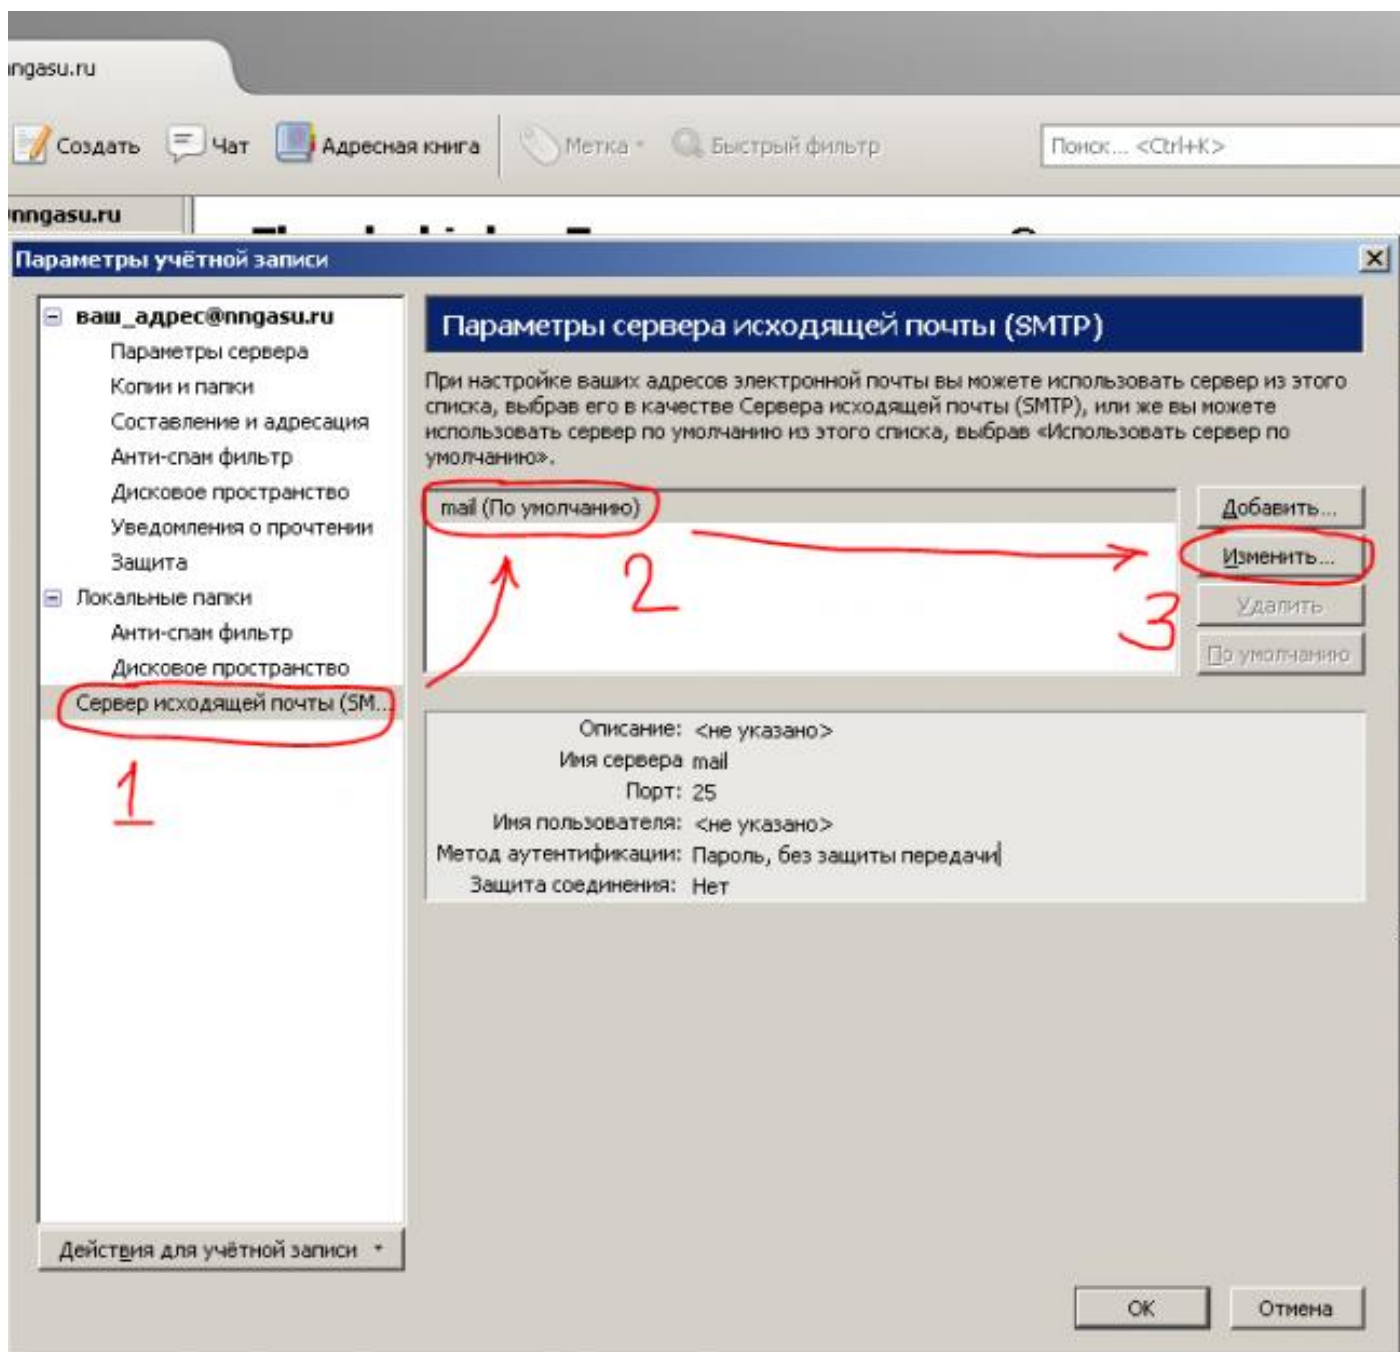 nngasu.ru
Создать Чат Адресная книга Метка Быстрый фильтр Поиск... <Ctrl+K>
nngasu.ru
Параметры учётной записи
ваш_адрес@nngasu.ru
Параметры сервера
Копии и папки
Составление и адресация
Анти-спам фильтр
Дисковое пространство
Уведомления о прочтении
Защита
Локальные папки
Анти-спам фильтр
Дисковое пространство
Сервер исходящей почты (SM...
1
Действия для учётной записи
Параметры сервера исходящей почты (SMTP)
При настройке ваших адресов электронной почты вы можете использовать сервер из этого
списка, выбрав его в качестве Сервера исходящей почты (SMTP), или же вы можете
использовать сервер по умолчанию из этого списка, выбрав «Использовать сервер по
умолчанию».
mail (По умолчанию)
2
3
Добавить...
Изменить...
Удалить
По умолчанию
Описание: <не указано>
Имя сервера mail
Порт: 25
Имя пользователя: <не указано>
Метод аутентификации: Пароль, без защиты передачи
Защита соединения: Нет
OK Отмена